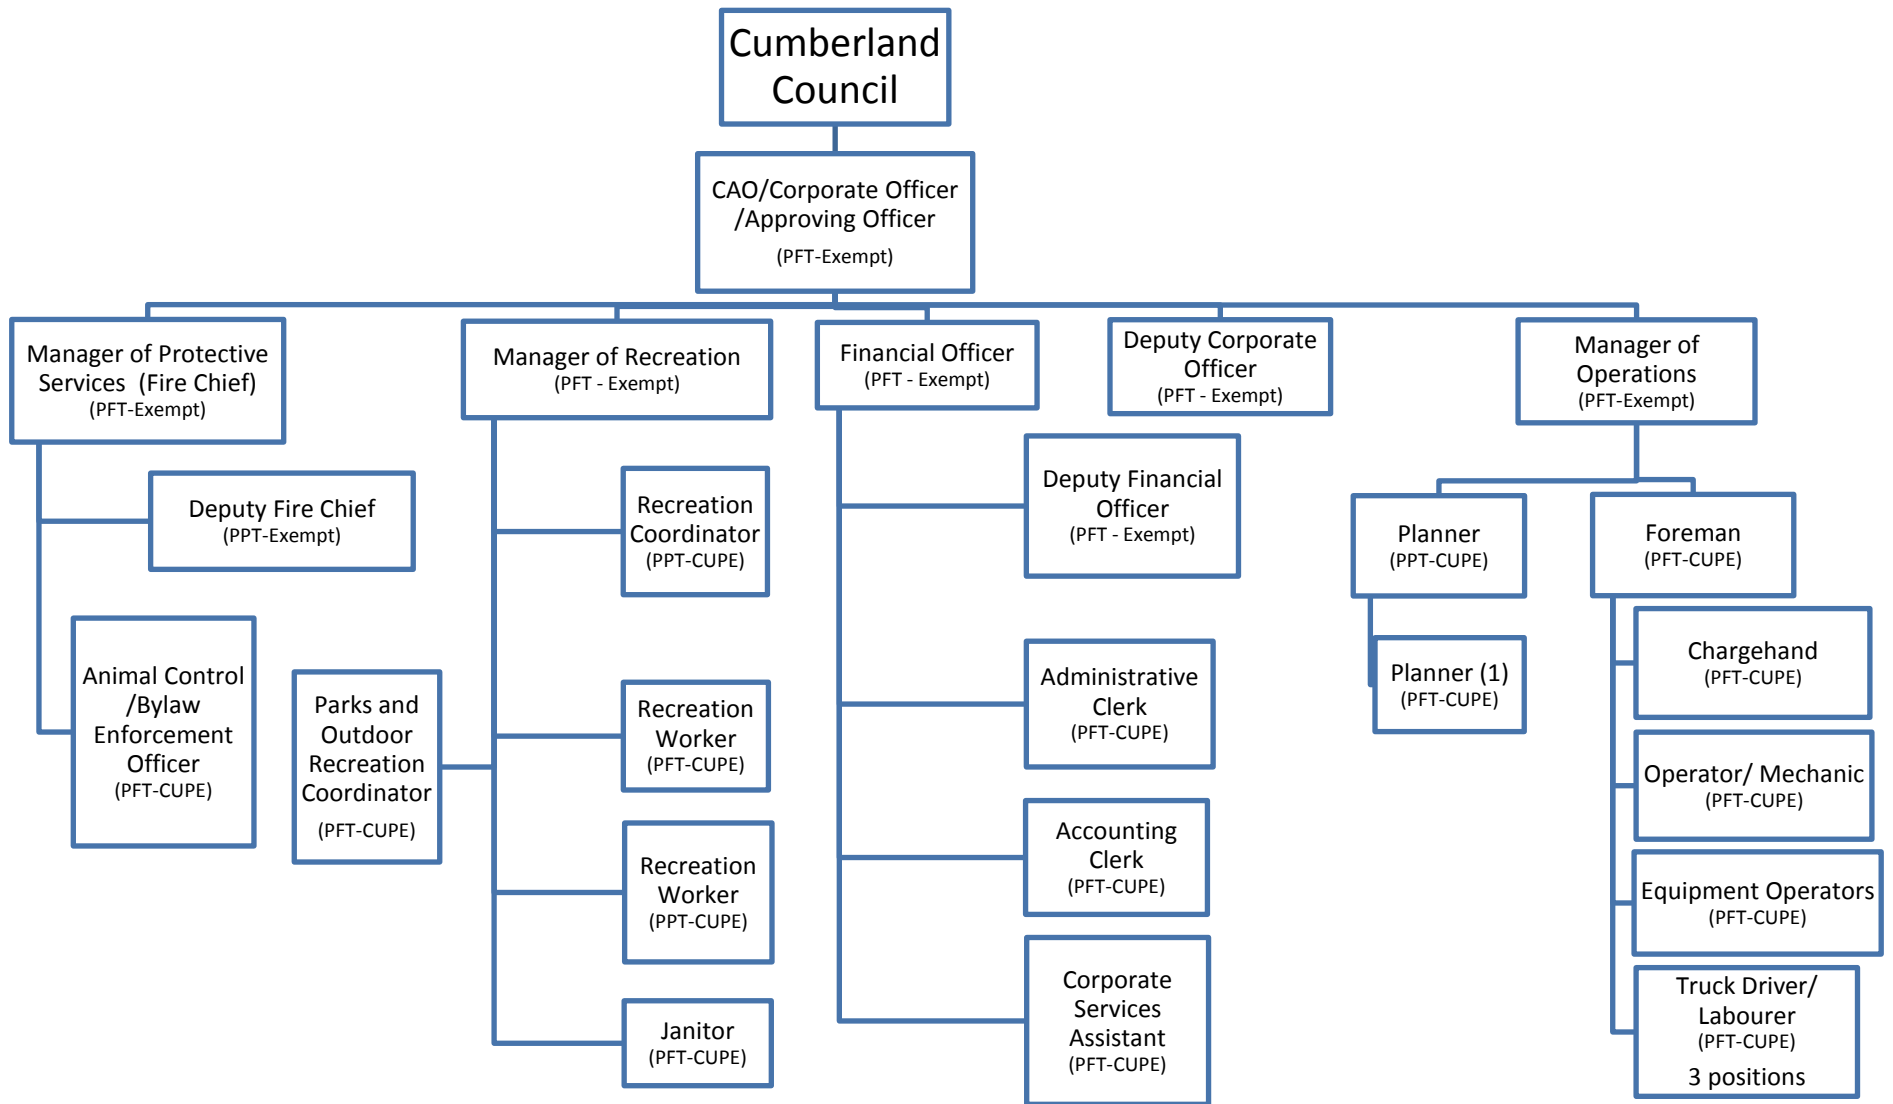 Cumberland
Council
CAO/Corporate Officer
/Approving Officer
(PFT-Exempt)
Manager of Protective
Services (Fire Chief)
(PFT-Exempt)
Manager of Recreation
(PFT - Exempt)
Financial Officer
(PFT - Exempt)
Deputy Corporate
Officer
(PFT - Exempt)
Manager of
Operations
(PFT-Exempt)
Deputy Fire Chief
(PPT-Exempt)
Animal Control
/Bylaw
Enforcement
Officer
(PFT-CUPE)
Parks and
Outdoor
Recreation
Coordinator
(PFT-CUPE)
Recreation
Coordinator
(PPT-CUPE)
Recreation
Worker
(PFT-CUPE)
Recreation
Worker
(PPT-CUPE)
Janitor
(PFT-CUPE)
Deputy Financial
Officer
(PFT - Exempt)
Administrative
Clerk
(PFT-CUPE)
Accounting
Clerk
(PFT-CUPE)
Corporate
Services
Assistant
(PFT-CUPE)
Planner
(PPT-CUPE)
Planner (1)
(PFT-CUPE)
Foreman
(PFT-CUPE)
Chargehand
(PFT-CUPE)
Operator/ Mechanic
(PFT-CUPE)
Equipment Operators
(PFT-CUPE)
Truck Driver/
Labourer
(PFT-CUPE)
3 positions